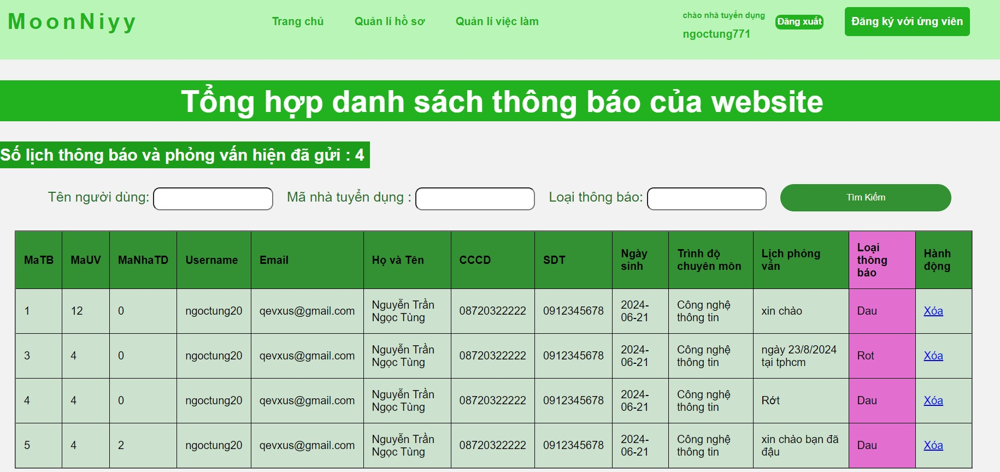 MoonNiyy
Trang chủ
Quản lí hồ sơ
Quản lí việc làm
chào nhà tuyển dụng
ngoctung771
Đăng xuất
Đăng ký với ứng viên
Tổng hợp danh sách thông báo của website
Số lịch thông báo và phỏng vấn hiện đã gửi : 4
Tên người dùng:
Mã nhà tuyển dụng :
Loại thông báo:
Tìm Kiếm
MaTB MaUV MaNhaTD Username Email Họ và Tên CCCD SDT Ngày sinh Trình độ chuyên môn Lịch phỏng vấn Loại thông báo Hành động
1 12 0 ngoctung20 qevxus@gmail.com Nguyễn Trần Ngọc Tùng 08720322222 0912345678 2024-06-21 Công nghệ thông tin xin chào Dau Xóa
3 4 0 ngoctung20 qevxus@gmail.com Nguyễn Trần Ngọc Tùng 08720322222 0912345678 2024-06-21 Công nghệ thông tin ngày 23/8/2024 tại tphcm Rot Xóa
4 4 0 ngoctung20 qevxus@gmail.com Nguyễn Trần Ngọc Tùng 08720322222 0912345678 2024-06-21 Công nghệ thông tin Rớt Dau Xóa
5 4 2 ngoctung20 qevxus@gmail.com Nguyễn Trần Ngọc Tùng 08720322222 0912345678 2024-06-21 Công nghệ thông tin xin chào bạn đã đậu Dau Xóa